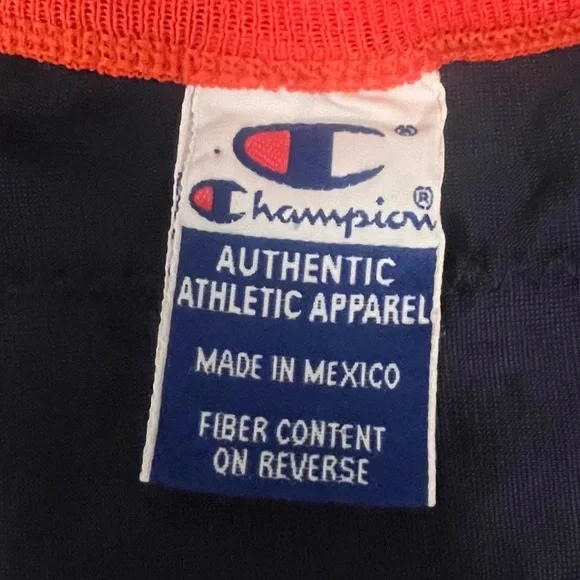 Champion®
AUTHENTIC
ATHLETIC APPAREL
MADE IN MEXICO
FIBER CONTENT
ON REVERSE